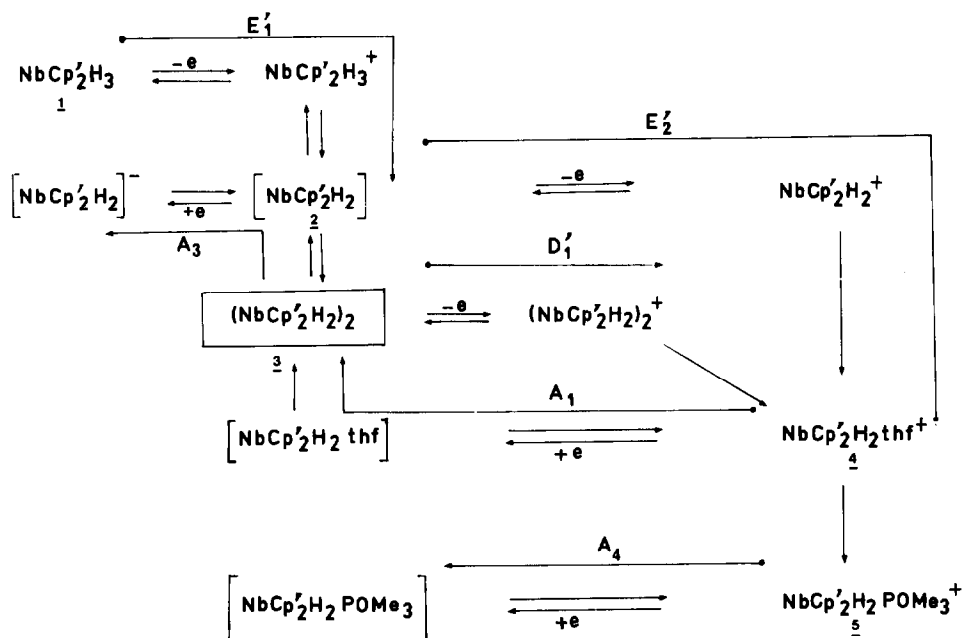 E′₁
NbCp′₂H₃ −e NbCp′₂H₃⁺
1
E′₂
[NbCp′₂H₂]⁻ +e [NbCp′₂H₂] −e NbCp′₂H₂⁺
2
A₃
D′₁
(NbCp′₂H₂)₂ −e (NbCp′₂H₂)₂⁺
3
A₁
[NbCp′₂H₂ thf] +e NbCp′₂H₂thf⁺
4
A₄
[NbCp′₂H₂ POMe₃] +e NbCp′₂H₂ POMe₃⁺
5